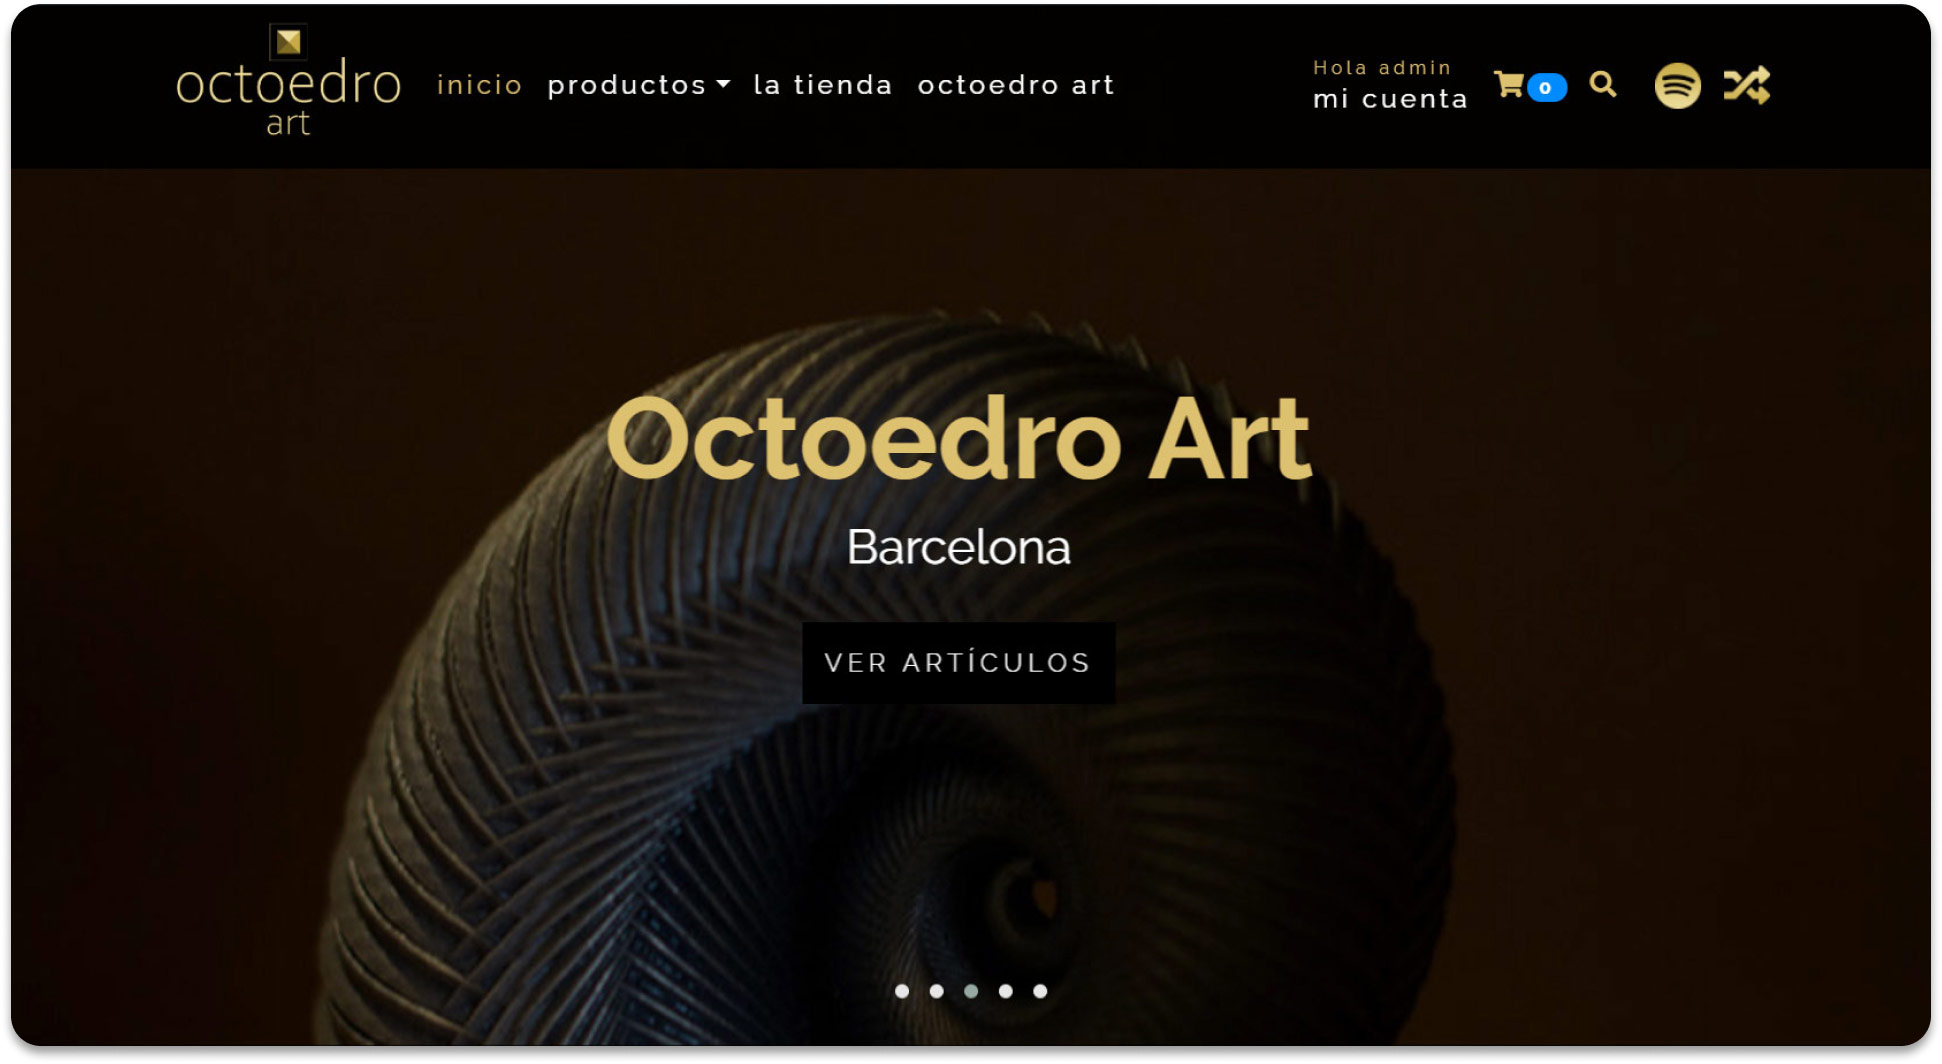 octoedro
art
inicio productos la tienda octoedro art
Hola admin
mi cuenta
0
Octoedro Art
Barcelona
VER ARTÍCULOS